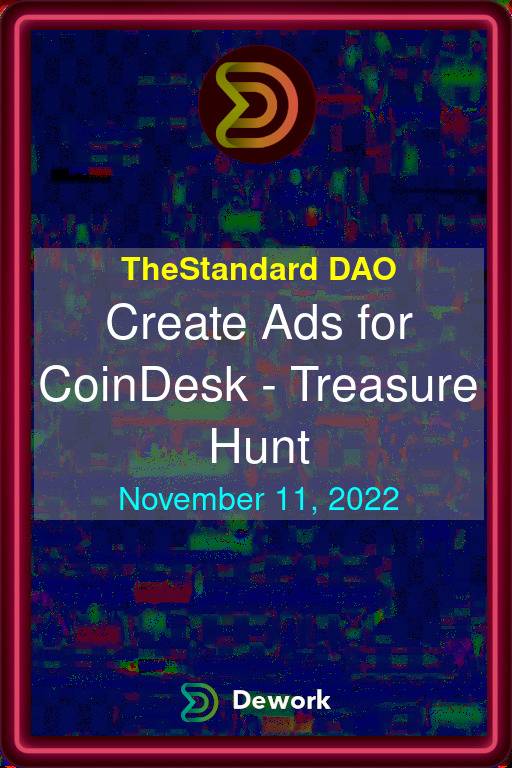 TheStandard DAO
Create Ads for
CoinDesk - Treasure
Hunt
November 11, 2022
Dework